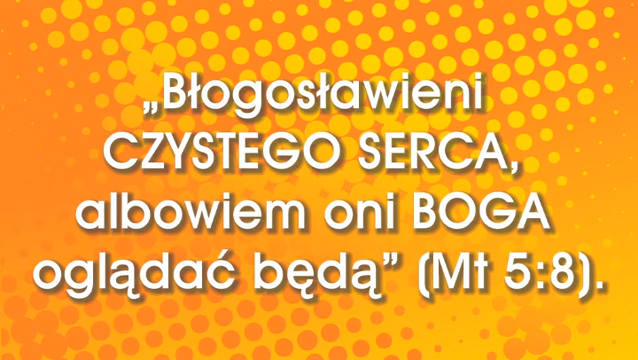 „Błogosławieni
CZYSTEGO SERCA,
albowiem oni BOGA
oglądać będą” (Mt 5:8).